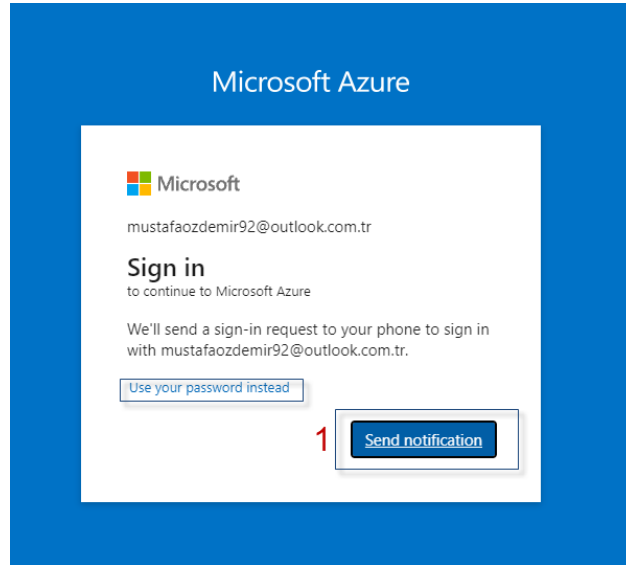 Microsoft Azure
Microsoft
mustafaozdemir92@outlook.com.tr
Sign in
to continue to Microsoft Azure
We'll send a sign-in request to your phone to sign in
with mustafaozdemir92@outlook.com.tr.
Use your password instead
1 Send notification